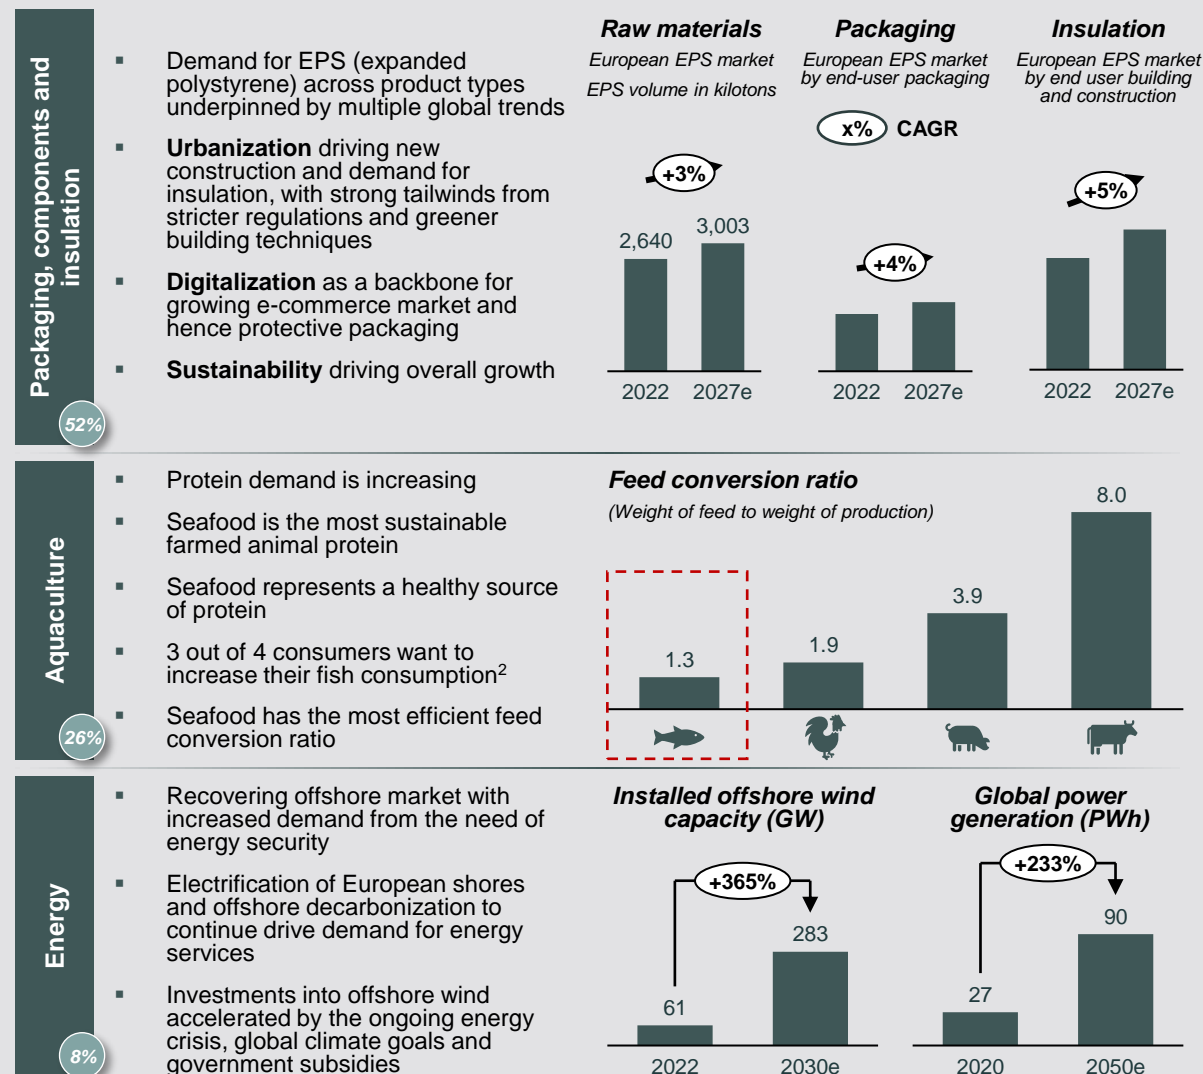 Packaging, components and
insulation
52%
Demand for EPS (expanded
polystyrene) across product types
underpinned by multiple global trends
Urbanization driving new
construction and demand for
insulation, with strong tailwinds from
stricter regulations and greener
building techniques
Digitalization as a backbone for
growing e-commerce market and
hence protective packaging
Sustainability driving overall growth
Raw materials
European EPS market
EPS volume in kilotons
+3%
2,640
3,003
2022
2027e
Packaging
European EPS market
by end-user packaging
x% CAGR
+4%
2022
2027e
Insulation
European EPS market
by end user building
and construction
+5%
2022
2027e
Aquaculture
26%
Protein demand is increasing
Seafood is the most sustainable
farmed animal protein
Seafood represents a healthy source
of protein
3 out of 4 consumers want to
increase their fish consumption²
Seafood has the most efficient feed
conversion ratio
Feed conversion ratio
(Weight of feed to weight of production)
1.3
1.9
3.9
8.0
Energy
8%
Recovering offshore market with
increased demand from the need of
energy security
Electrification of European shores
and offshore decarbonization to
continue drive demand for energy
services
Investments into offshore wind
accelerated by the ongoing energy
crisis, global climate goals and
government subsidies
Installed offshore wind
capacity (GW)
+365%
61
283
2022
2030e
Global power
generation (PWh)
+233%
27
90
2020
2050e